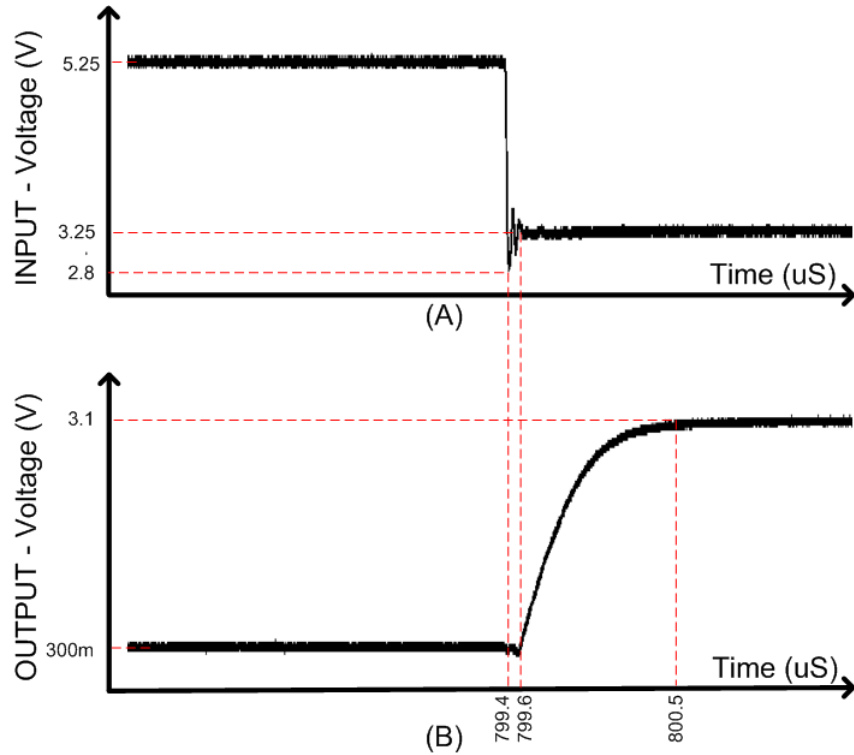 INPUT - Voltage (V)
5.25
3.25
2.8
Time (uS)
(A)
OUTPUT - Voltage (V)
3.1
300m
Time (uS)
799.4
799.6
800.5
(B)